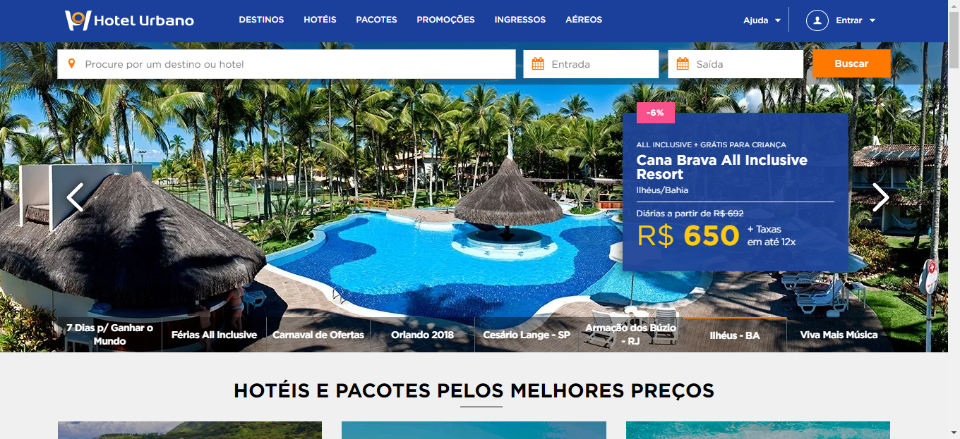 Hotel Urbano
DESTINOS HOTÉIS PACOTES PROMOÇÕES INGRESSOS AÉREOS
Ajuda Entrar
Procure por um destino ou hotel
Entrada
Saída
Buscar
-6%
ALL INCLUSIVE + GRÁTIS PARA CRIANÇA
Cana Brava All Inclusive
Resort
Ilhéus/Bahia
Diárias a partir de R$ 692
R$ 650 + Taxas
em até 12x
7 Dias p/ Ganhar o
Mundo
Férias All Inclusive
Carnaval de Ofertas
Orlando 2018
Cesário Lange - SP
Armação dos Búzio
- RJ
Ilhéus - BA
Viva Mais Música
HOTÉIS E PACOTES PELOS MELHORES PREÇOS